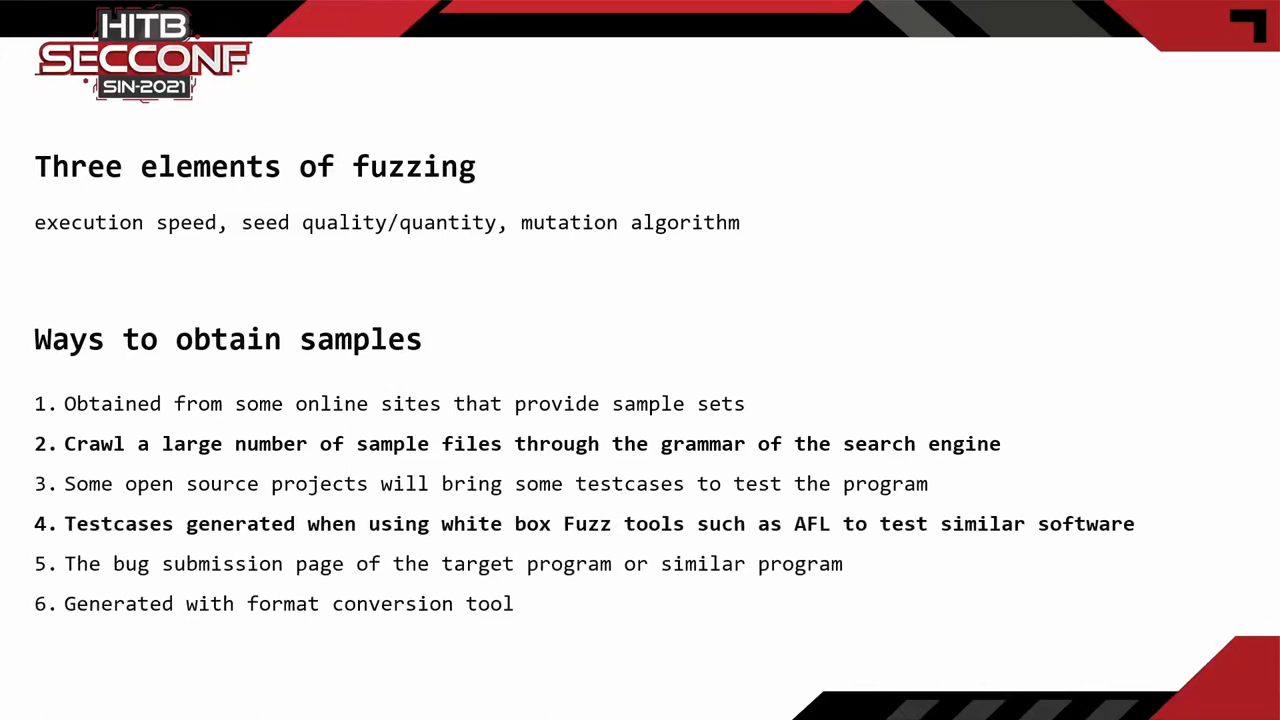 HITB
SECCONF
SIN-2021
Three elements of fuzzing
execution speed, seed quality/quantity, mutation algorithm
Ways to obtain samples
1. Obtained from some online sites that provide sample sets
2. Crawl a large number of sample files through the grammar of the search engine
3. Some open source projects will bring some testcases to test the program
4. Testcases generated when using white box Fuzz tools such as AFL to test similar software
5. The bug submission page of the target program or similar program
6. Generated with format conversion tool